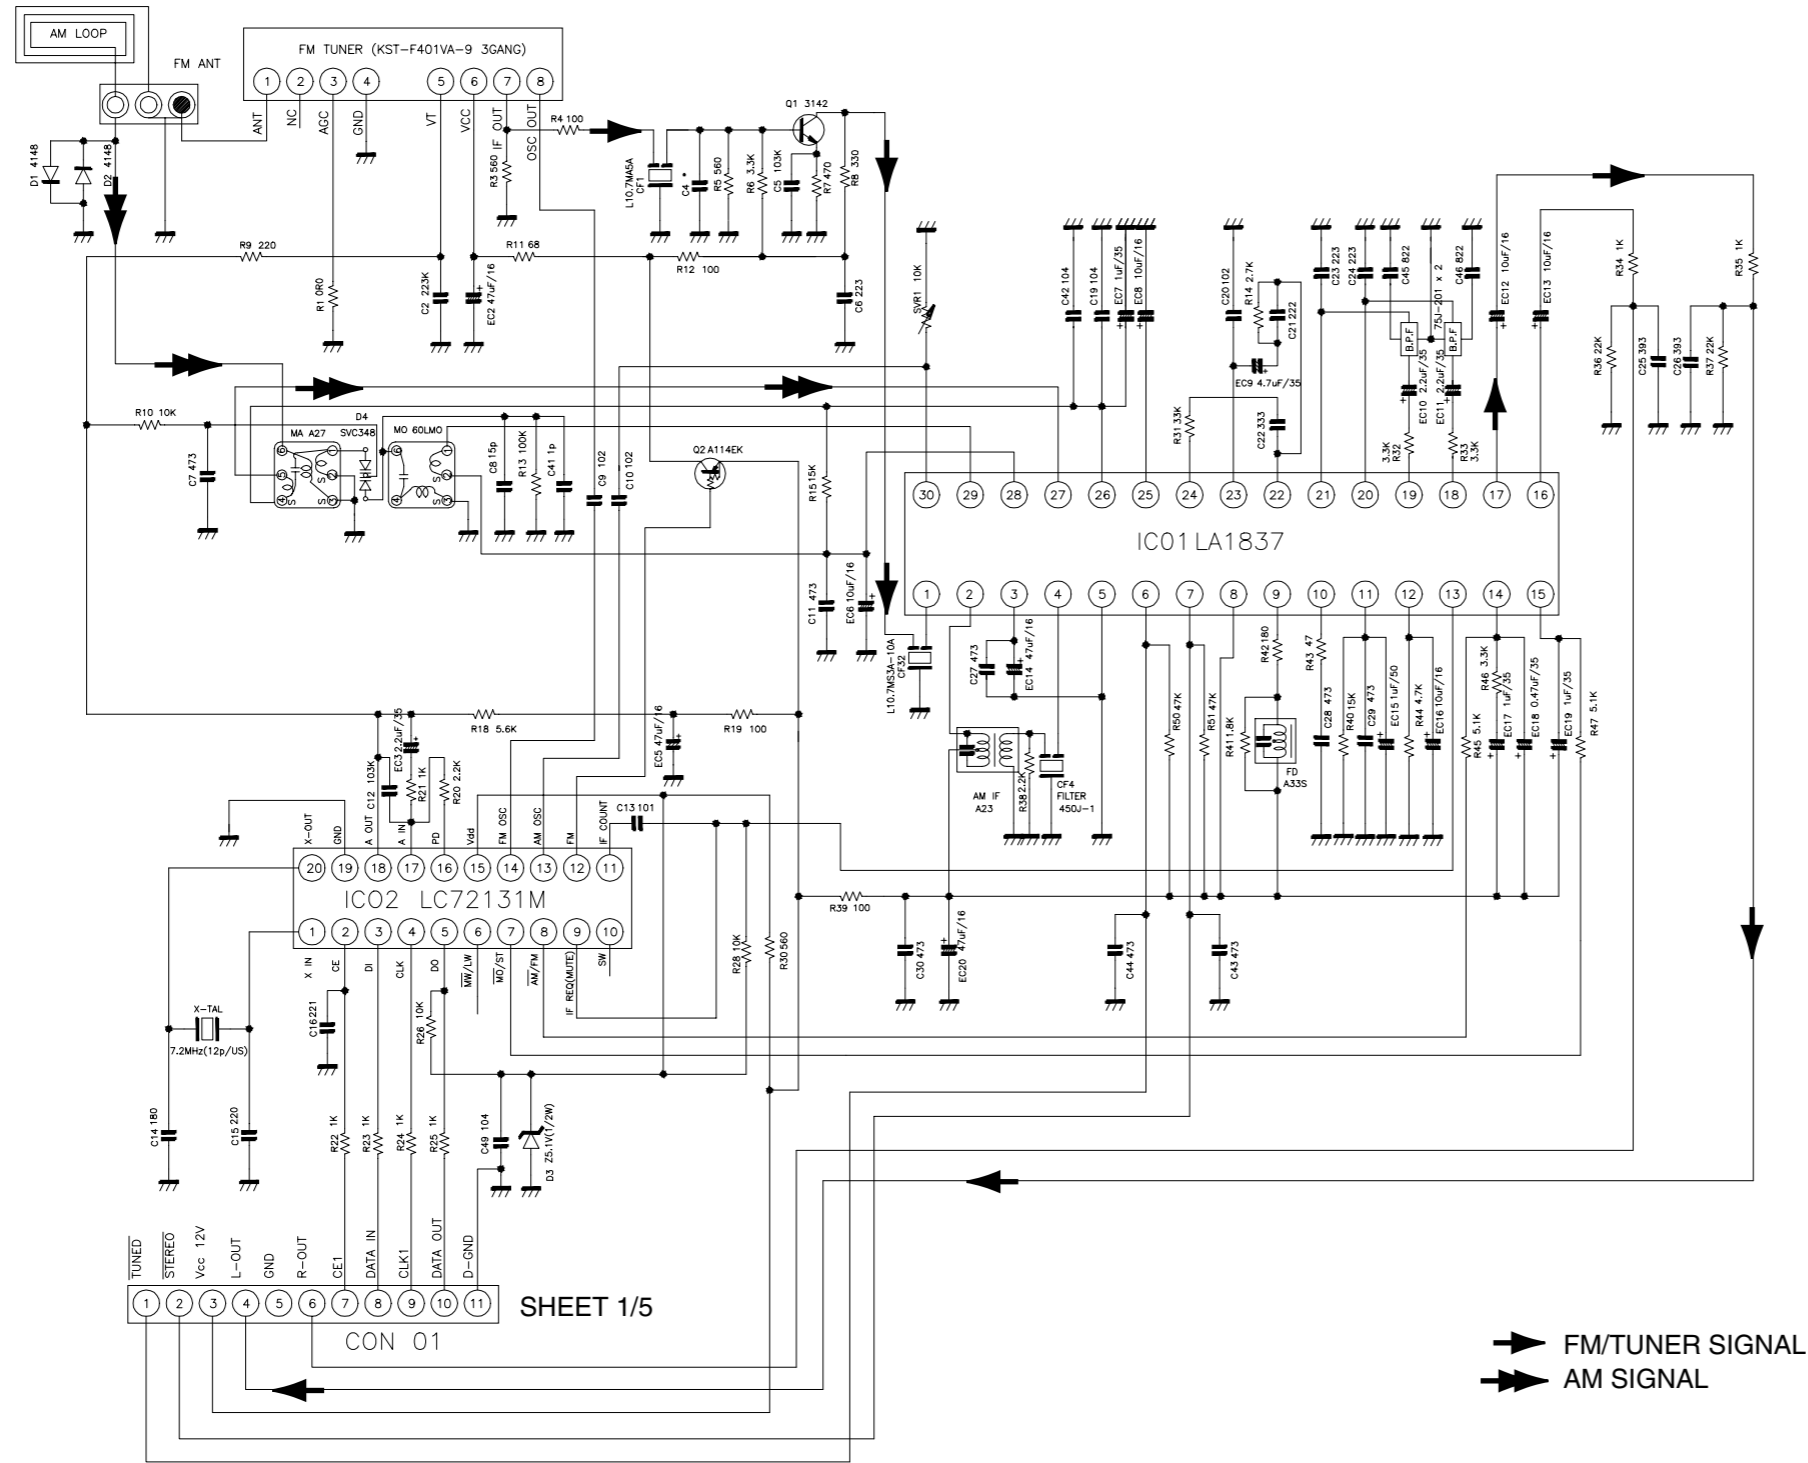 AM LOOP
FM ANT
FM TUNER (KST-F401VA-9 3GANG)
1 2 3 4 5 6 7 8
ANT
NC
AGC
GND
VT
VCC
IF OUT
OSC OUT
D1 4148
D2 4148
R3 560
R4 100
L10.7MA5A
CF1
C4 *
R5 560
R6 3.3K
C5 103K
Q1 3142
R7 470
R8 330
R9 220
R1 0R0
C2 223K
EC2 47uF/16
R11 68
R12 100
C6 223
SVR1 10K
C42 104
C19 104
EC7 1uF/35
EC8 10uF/16
C20 102
R14 2.7K
C21 222
EC9 4.7uF/35
C23 223
C24 223
C45 822
75J-201 x 2
C46 822
B.P.F
B.P.F
EC12 10uF/16
EC13 10uF/16
R34 1K
R35 1K
R36 22K
C25 393
C26 393
R37 22K
EC10 2.2uF/35
EC11 2.2uF/35
R31 33K
C22 333
3.3K
R32
R33
3.3K
R10 10K
C7 473
MA A27
D4
SVC348
MO 60LMO
C8 15p
R13 100K
C41 1p
C9 102
C10 102
Q2 A114EK
R15 15K
30 29 28 27 26 25 24 23 22 21 20 19 18 17 16
IC01 LA1837
1 2 3 4 5 6 7 8 9 10 11 12 13 14 15
C11 473
EC6 10uF/16
L10.7MS3A-10A
CF32
C27 473
EC14 47uF/16
AM IF
A23
R38 2.2K
CF4
FILTER
450J-1
R50 47K
R51 47K
R41 1.8K
R42 180
FD
A33S
R43 47
C28 473
R40 15K
C29 473
EC15 1uF/50
R44 4.7K
EC16 10uF/16
R45 5.1K
R46 3.3K
EC17 1uF/35
EC18 0.47uF/35
EC19 1uF/35
R47 5.1K
R18 5.6K
EC5 47uF/16
R19 100
C12 103K
EC3 2.2uF/35
R21 1K
R20 2.2K
C13 101
X-OUT
GND
A OUT
A IN
PD
Vdd
FM OSC
AM OSC
FM
IF COUNT
20 19 18 17 16 15 14 13 12 11
IC02 LC72131M
1 2 3 4 5 6 7 8 9 10
X IN
CE
DI
CLK
DO
MW/LW
MO/ST
AM/FM
IF REQ(MUTE)
SW
R39 100
C30 473
EC20 47uF/16
C44 473
C43 473
R28 10K
R30 560
X-TAL
7.2MHz(12p/US)
C16 221
R26 10K
C14 180
C15 220
R22 1K
R23 1K
R24 1K
R25 1K
C49 104
D3 Z5.1V(1/2W)
TUNED
STEREO
Vcc 12V
L-OUT
GND
R-OUT
CE1
DATA IN
CLK1
DATA OUT
D-GND
1 2 3 4 5 6 7 8 9 10 11
SHEET 1/5
CON 01
FM/TUNER SIGNAL
AM SIGNAL